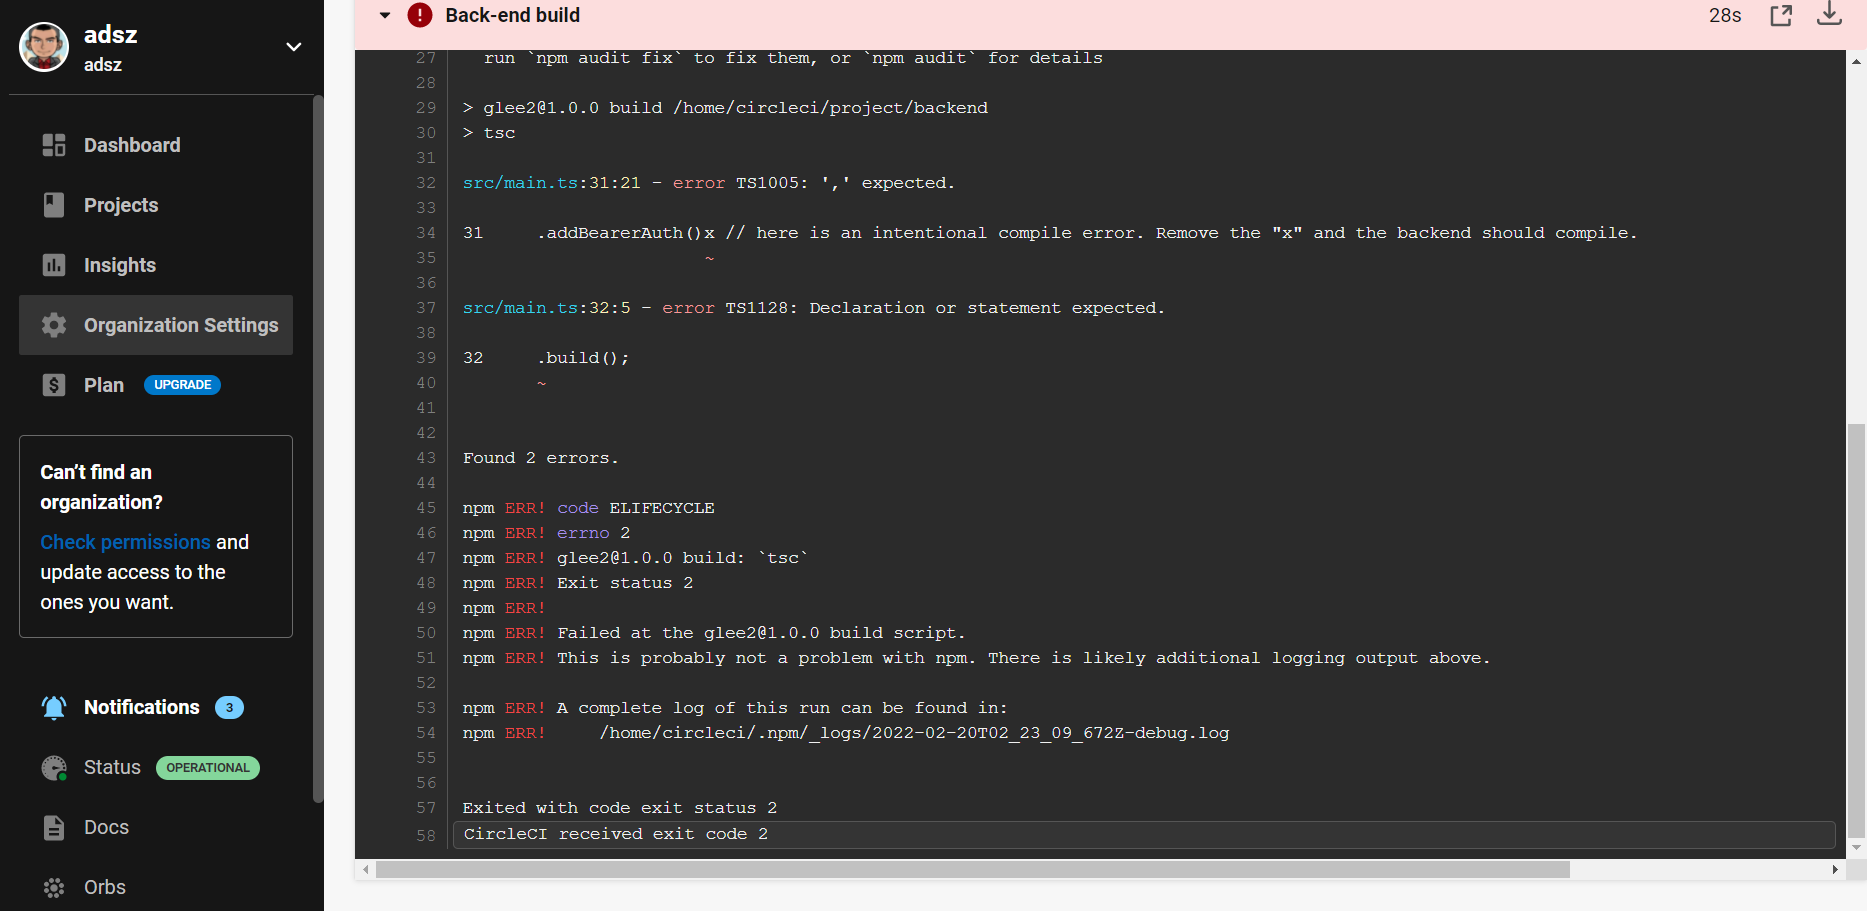 adsz
adsz
Dashboard
Projects
Insights
Organization Settings
Plan UPGRADE
Can’t find an
organization?
Check permissions and
update access to the
ones you want.
Notifications 3
Status OPERATIONAL
Docs
Orbs
! Back-end build 28s
27 run `npm audit fix` to fix them, or `npm audit` for details
28
29 > glee2@1.0.0 build /home/circleci/project/backend
30 > tsc
31
32 src/main.ts:31:21 - error TS1005: ',' expected.
33
34 31     .addBearerAuth()x // here is an intentional compile error. Remove the "x" and the backend should compile.
35                        ~
36
37 src/main.ts:32:5 - error TS1128: Declaration or statement expected.
38
39 32     .build();
40        ~
41
42
43 Found 2 errors.
44
45 npm ERR! code ELIFECYCLE
46 npm ERR! errno 2
47 npm ERR! glee2@1.0.0 build: `tsc`
48 npm ERR! Exit status 2
49 npm ERR!
50 npm ERR! Failed at the glee2@1.0.0 build script.
51 npm ERR! This is probably not a problem with npm. There is likely additional logging output above.
52
53 npm ERR! A complete log of this run can be found in:
54 npm ERR!     /home/circleci/.npm/_logs/2022-02-20T02_23_09_672Z-debug.log
55
56
57 Exited with code exit status 2
58 CircleCI received exit code 2